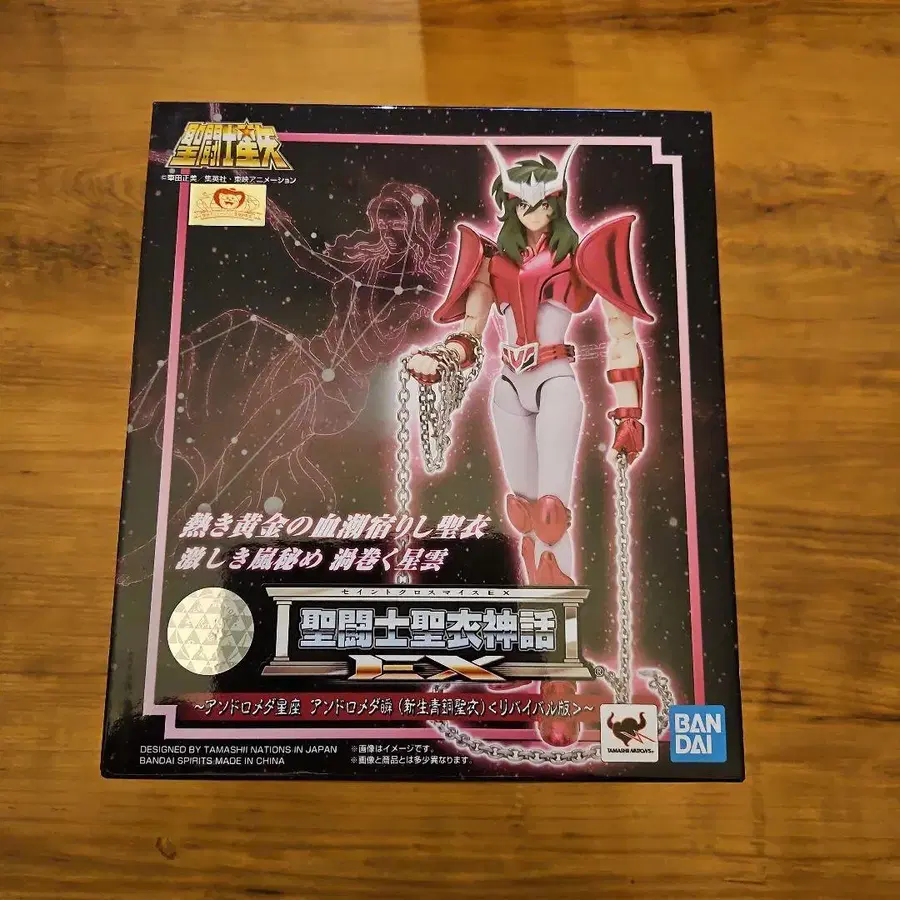 聖闘士星矢
©車田正美／集英社・東映アニメーション
熱き黄金の血潮宿りし聖衣
激しき嵐秘め 渦巻く星雲
セイントクロスマイスEX
聖闘士聖衣神話
EX
®
～アンドロメダ星座 アンドロメダ瞬（新生青銅聖衣）＜リバイバル版＞～
DESIGNED BY TAMASHII NATIONS IN JAPAN
BANDAI SPIRITS MADE IN CHINA
※画像はイメージです。
※画像と商品とは多少異なります。
TAMASHII NATIONS
BAN
DAI